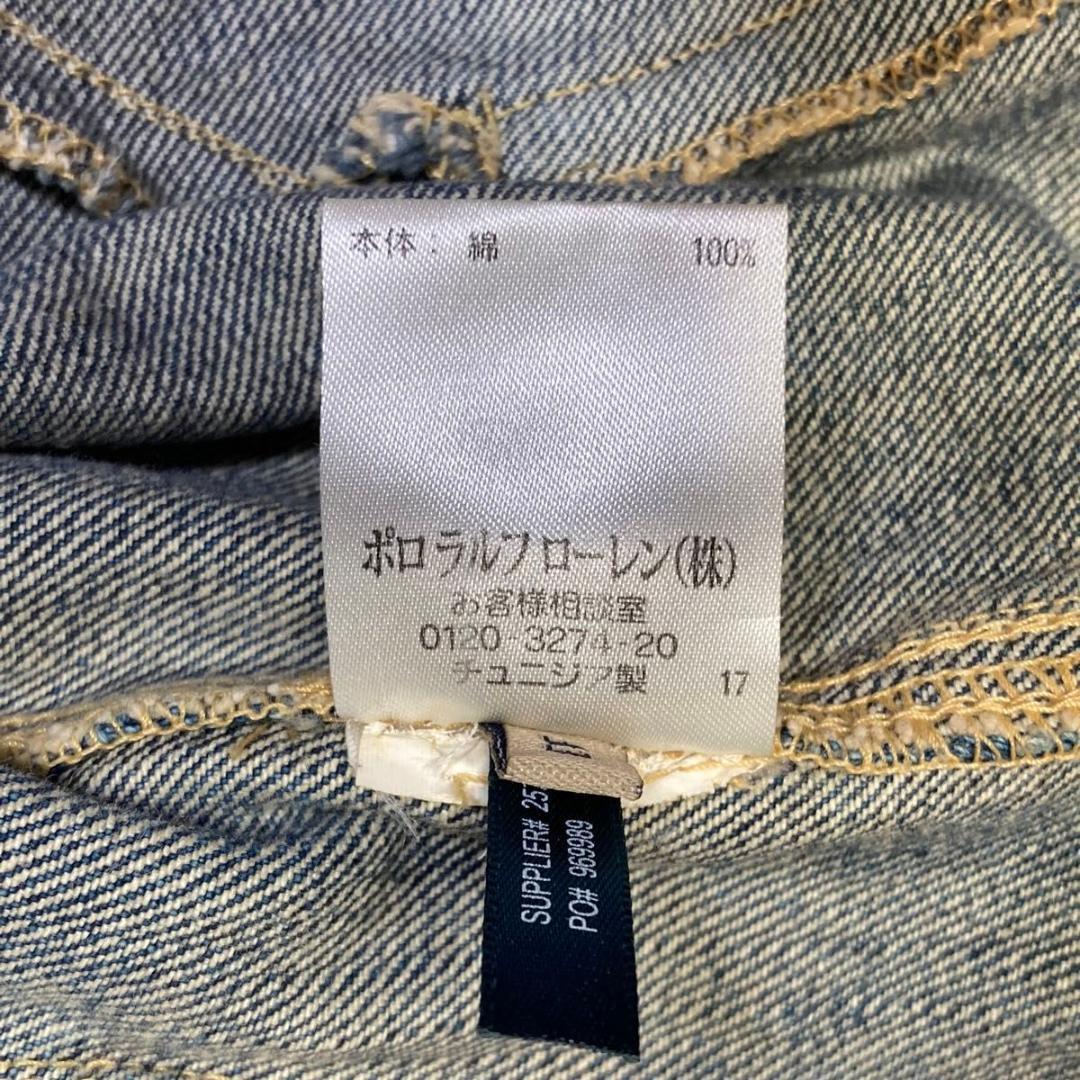 本体: 綿 100%
ポロ ラルフ ローレン(株)
お客様相談室
0120-3274-20
チュニジア製 17
SUPPLIER# 25
PO# 969989